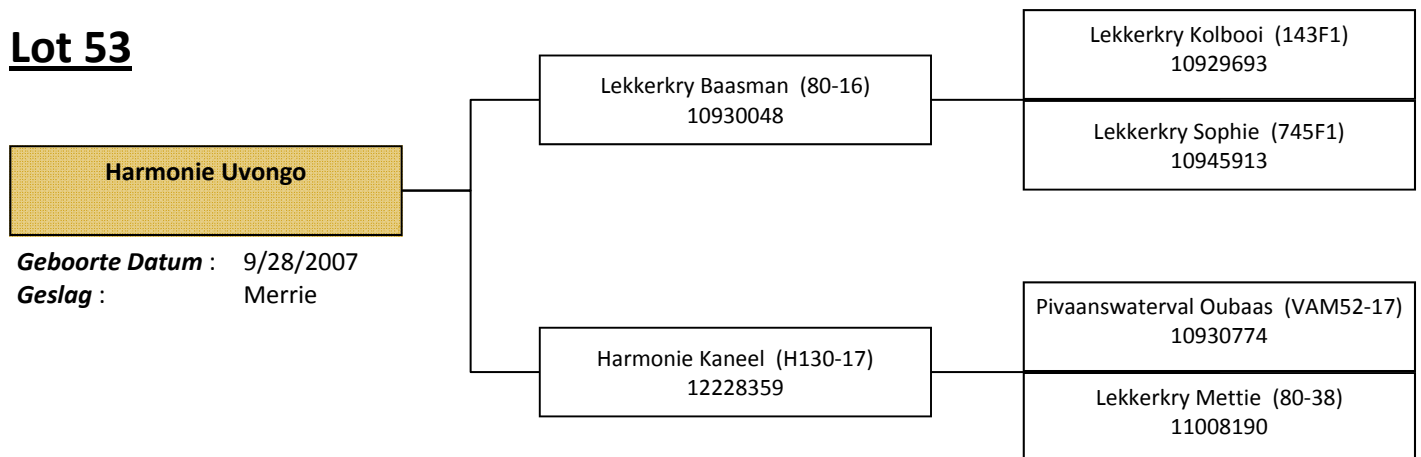 Lot 53
Harmonie Uvongo
Geboorte Datum : 9/28/2007
Geslag : Merrie
Lekkerkry Baasman (80-16)
10930048
Harmonie Kaneel (H130-17)
12228359
Lekkerkry Kolbooi (143F1)
10929693
Lekkerkry Sophie (745F1)
10945913
Pivaanswaterval Oubaas (VAM52-17)
10930774
Lekkerkry Mettie (80-38)
11008190